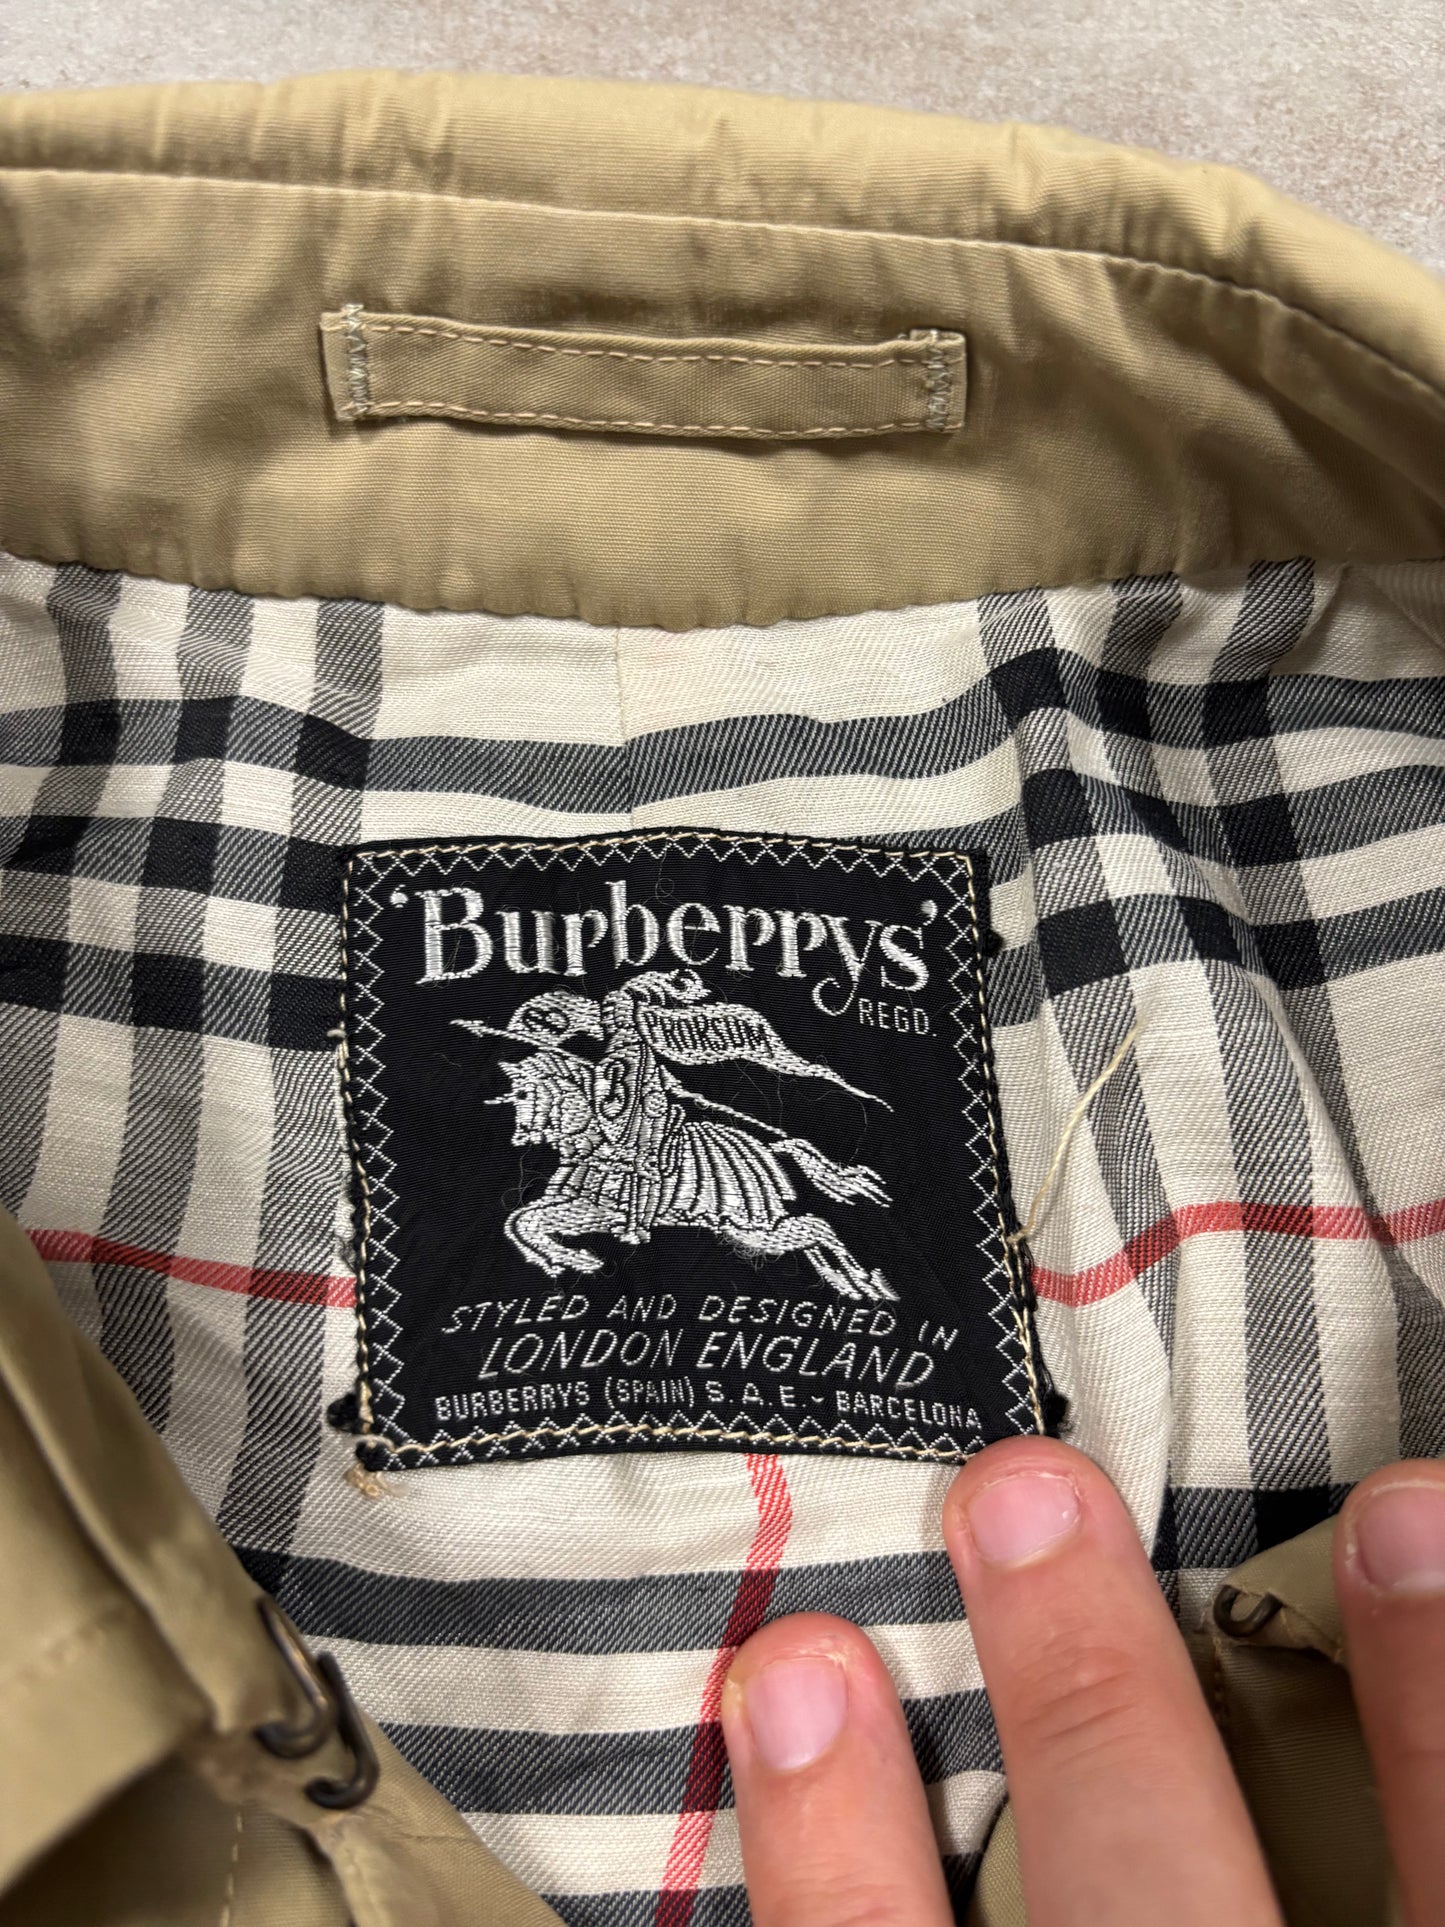 'Burberrys'
REGD.
PRORSUM
STYLED AND DESIGNED IN
LONDON ENGLAND
BURBERRYS (SPAIN) S.A.E.- BARCELONA